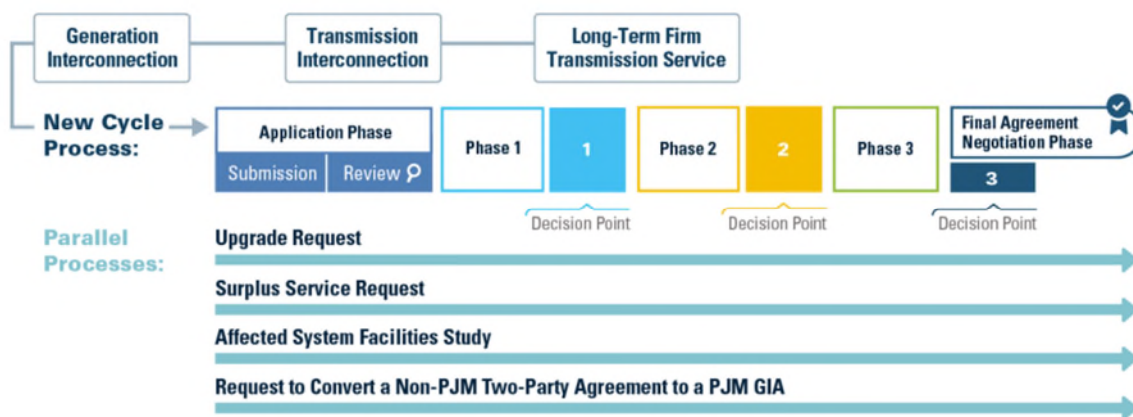 Generation
Interconnection
Transmission
Interconnection
Long-Term Firm
Transmission Service
New Cycle
Process:
Application Phase
Submission
Review
Phase 1
1
Phase 2
2
Phase 3
Final Agreement
Negotiation Phase
3
Decision Point
Decision Point
Decision Point
Parallel
Processes:
Upgrade Request
Surplus Service Request
Affected System Facilities Study
Request to Convert a Non-PJM Two-Party Agreement to a PJM GIA